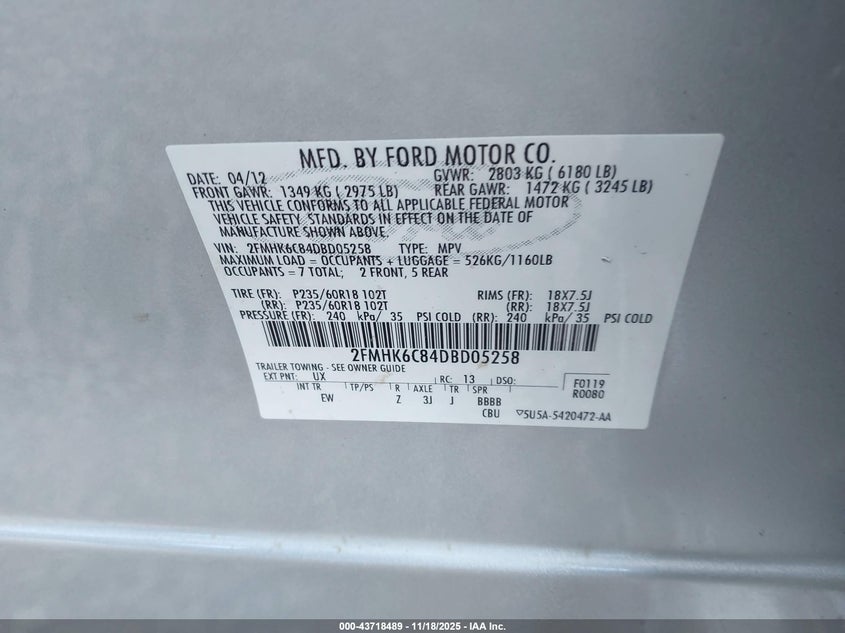 MFD. BY FORD MOTOR CO.
DATE: 04/12 GVWR: 2803 KG ( 6180 LB)
FRONT GAWR: 1349 KG ( 2975 LB) REAR GAWR: 1472 KG ( 3245 LB)
THIS VEHICLE CONFORMS TO ALL APPLICABLE FEDERAL MOTOR
VEHICLE SAFETY STANDARDS IN EFFECT ON THE DATE OF
MANUFACTURE SHOWN ABOVE.
VIN: 2FMHK6C84DBD05258 TYPE: MPV
MAXIMUM LOAD = OCCUPANTS + LUGGAGE = 526KG/1160LB
OCCUPANTS = 7 TOTAL; 2 FRONT, 5 REAR
TIRE (FR): P235/60R18 102T RIMS (FR): 18X7.5J
(RR): P235/60R18 102T (RR): 18X7.5J
PRESSURE (FR): 240 kPa/ 35 PSI COLD (RR): 240 kPa/ 35 PSI COLD
2FMHK6C84DBD05258
TRAILER TOWING - SEE OWNER GUIDE
EXT PNT: UX RC: 13 DSO: F0119
INT TR TP/PS R AXLE TR SPR R0080
EW Z 3J J BBBB
CBU 5U5A-5420472-AA
000-43718489 - 11/18/2025 - IAA Inc.